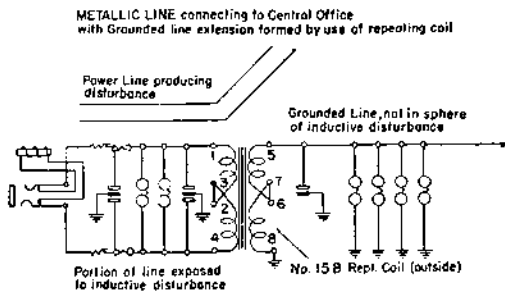 METALLIC LINE connecting to Central Office
with Grounded line extension formed by use of repeating coil
Power Line producing
disturbance
Grounded Line, not in sphere
of inductive disturbance
1
5
3
7
2
6
4
8
No. 15B Rept. Coil (outside)
Portion of line exposed
to inductive disturbance